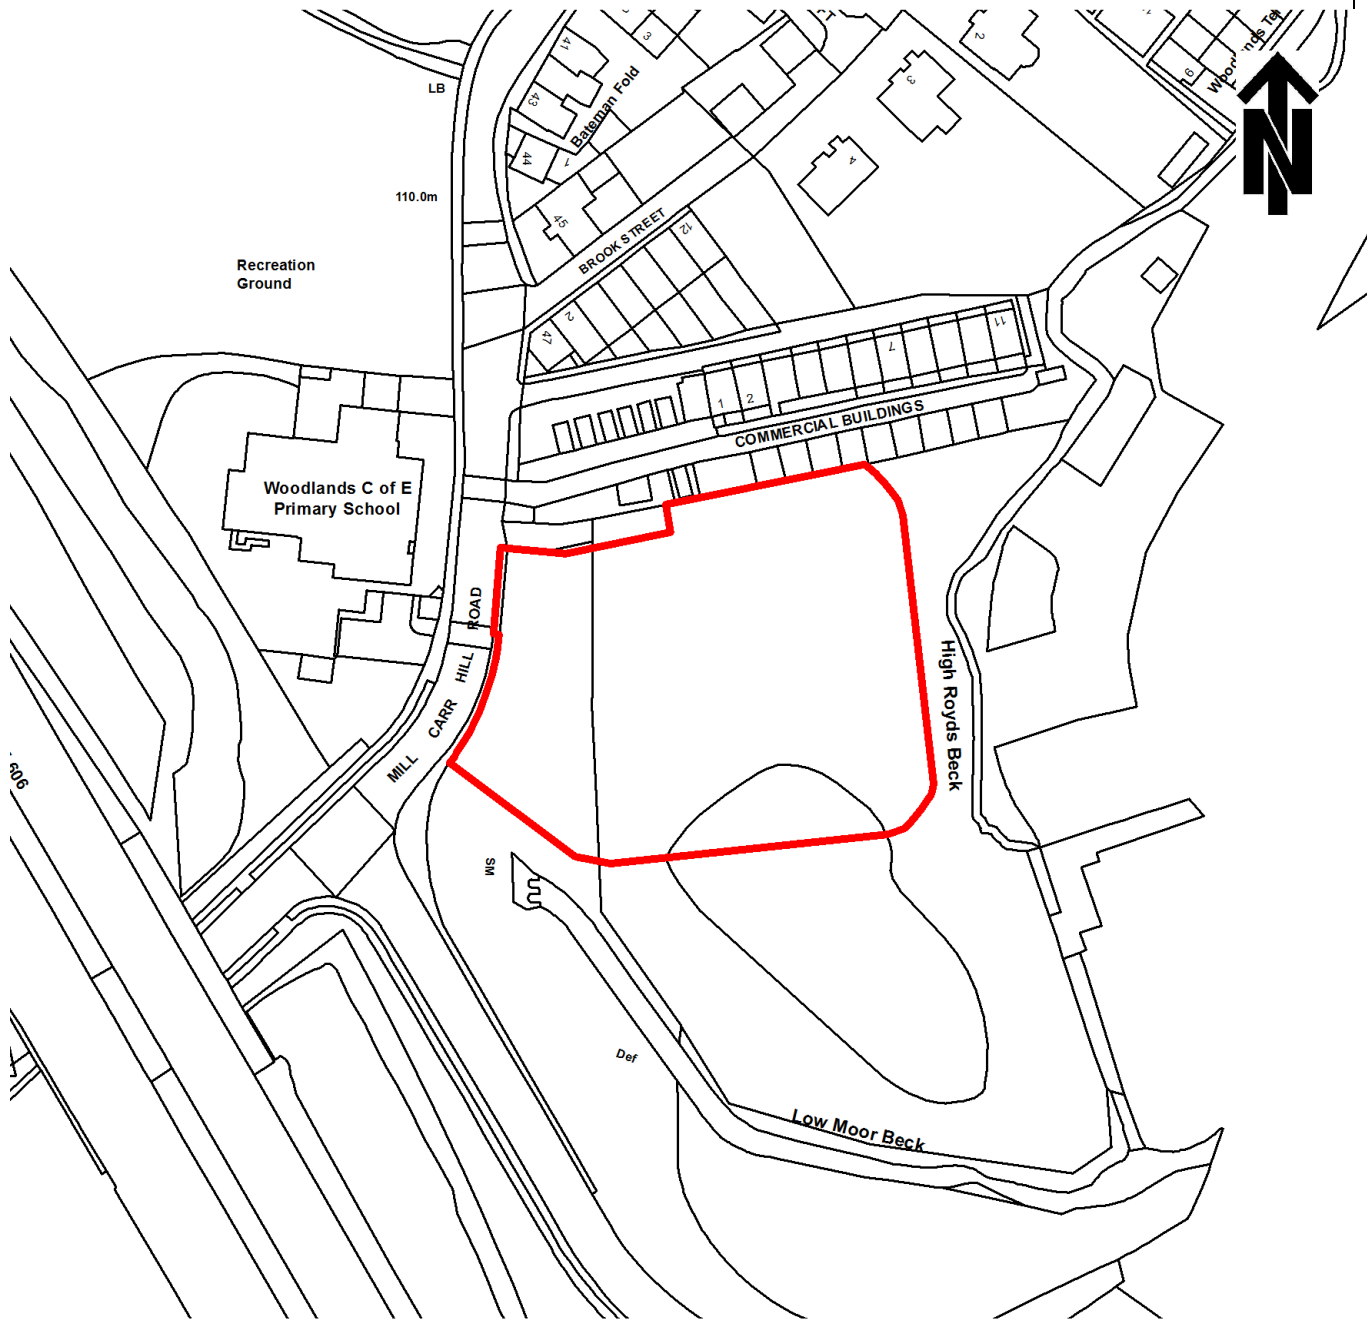 LB
110.0m
Recreation
Ground
41
43
44
1
3
Bateman Fold
45
BROOK STREET
12
2
47
2
3
4
9
N
Woodlands C of E
Primary School
1
2
7
11
COMMERCIAL BUILDINGS
MILL CARR HILL ROAD
High Royds Beck
SM
Def
Low Moor Beck
606